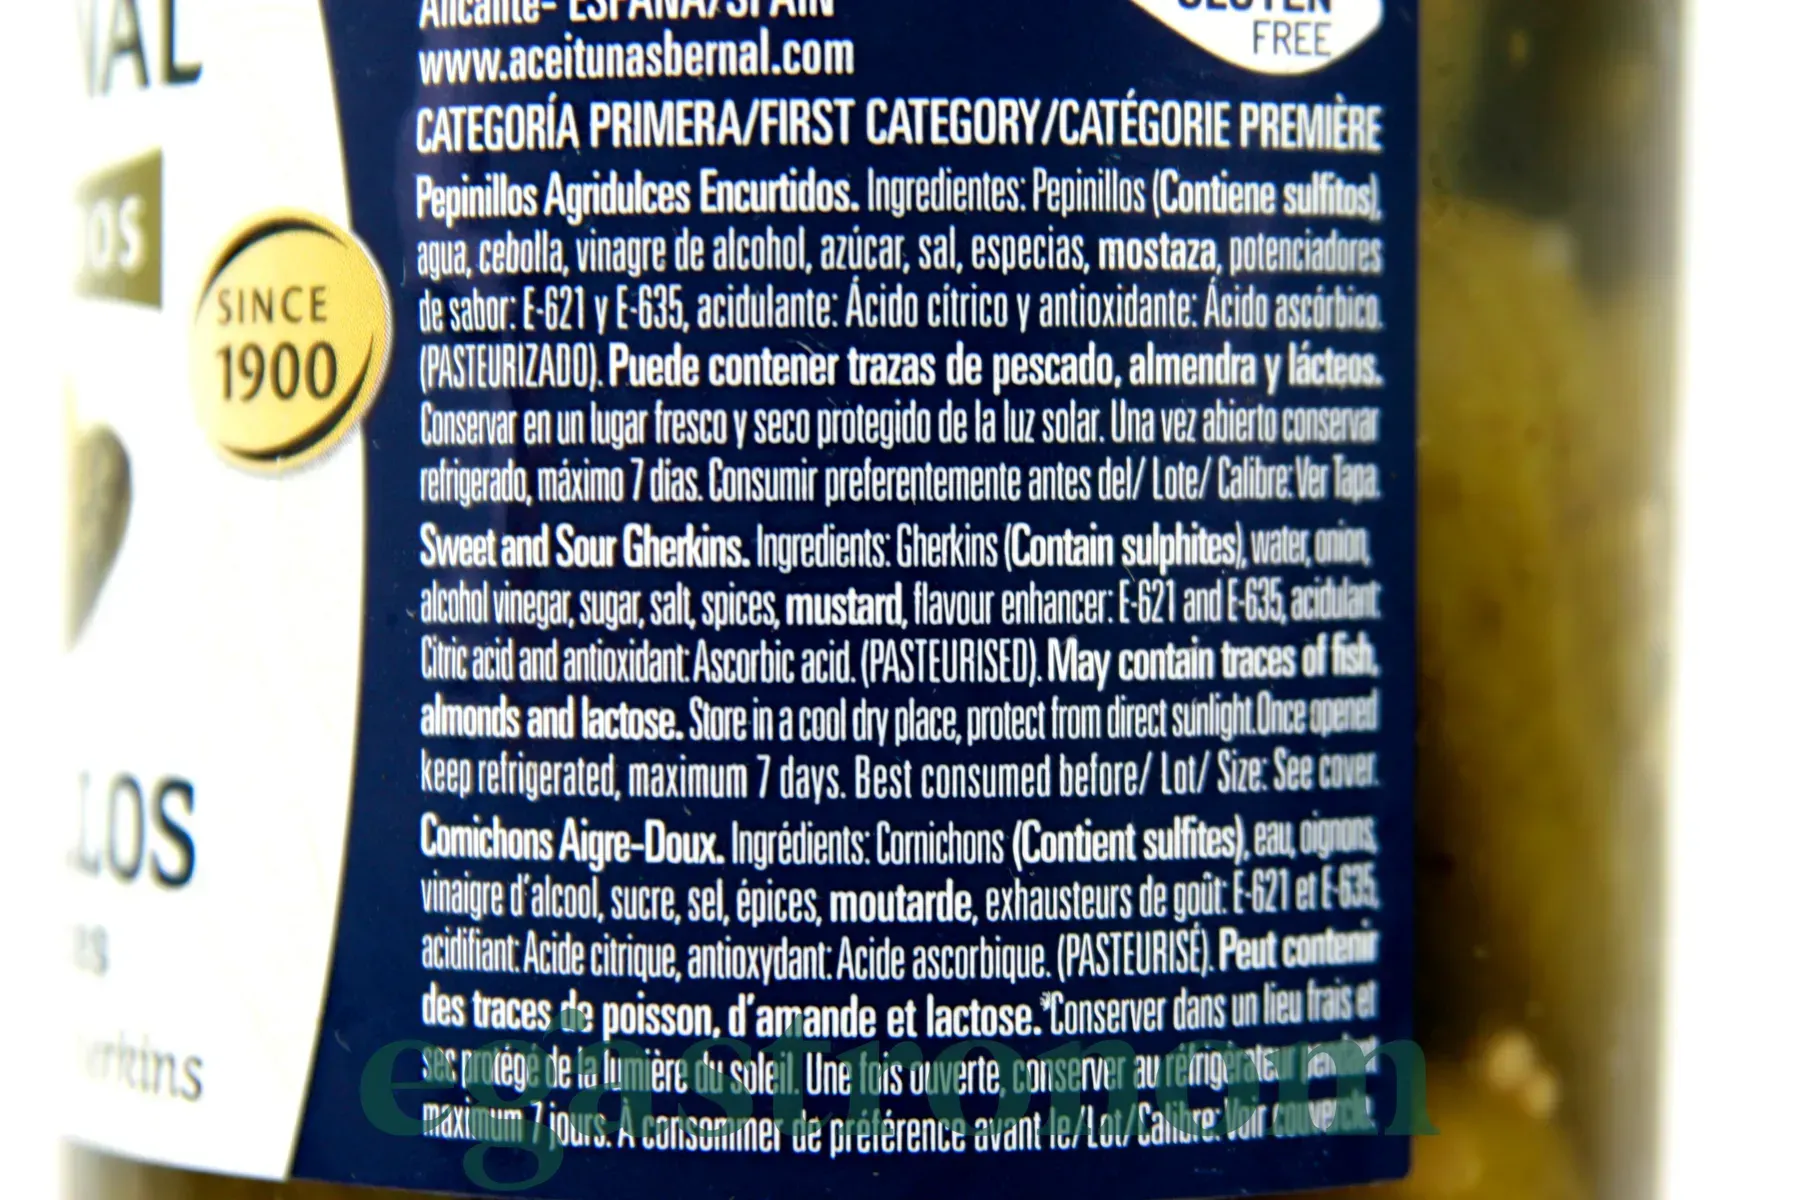 NAL
Alicante- ESPAÑA/SPAIN
www.aceitunasbernal.com
GLUTEN
FREE
CATEGORÍA PRIMERA/FIRST CATEGORY/CATÉGORIE PREMIÈRE
Pepinillos Agridulces Encurtidos. Ingredientes: Pepinillos (Contiene sulfitos),
agua, cebolla, vinagre de alcohol, azúcar, sal, especias, mostaza, potenciadores
de sabor: E-621 y E-635, acidulante: Ácido cítrico y antioxidante: Ácido ascórbico.
(PASTEURIZADO). Puede contener trazas de pescado, almendra y lácteos.
Conservar en un lugar fresco y seco protegido de la luz solar. Una vez abierto conservar
refrigerado, máximo 7 días. Consumir preferentemente antes del/ Lote/ Calibre: Ver Tapa.
Sweet and Sour Gherkins. Ingredients: Gherkins (Contain sulphites), water, onion,
alcohol vinegar, sugar, salt, spices, mustard, flavour enhancer: E-621 and E-635, acidulant
Citric acid and antioxidant: Ascorbic acid. (PASTEURISED). May contain traces of fish,
almonds and lactose. Store in a cool dry place, protect from direct sunlight.Once opened
keep refrigerated, maximum 7 days. Best consumed before/ Lot/ Size: See cover.
Cornichons Aigre-Doux. Ingrédients: Cornichons (Contient sulfites), eau, oignons,
vinaigre d'alcool, sucre, sel, épices, moutarde, exhausteurs de goût: E-621 et E-635,
acidifiant: Acide citrique, antioxydant: Acide ascorbique. (PASTEURISÉ). Peut contenir
des traces de poisson, d'amande et lactose. Conserver dans un lieu frais et
sec protégé de la lumière du soleil. Une fois ouverte, conserver au réfrigérateur pendant
maximum 7 jours. À consommer de préférence avant le/Lot/Calibre: Voir couvercle.
OS
SINCE
1900
LOS
erkins
egastronom